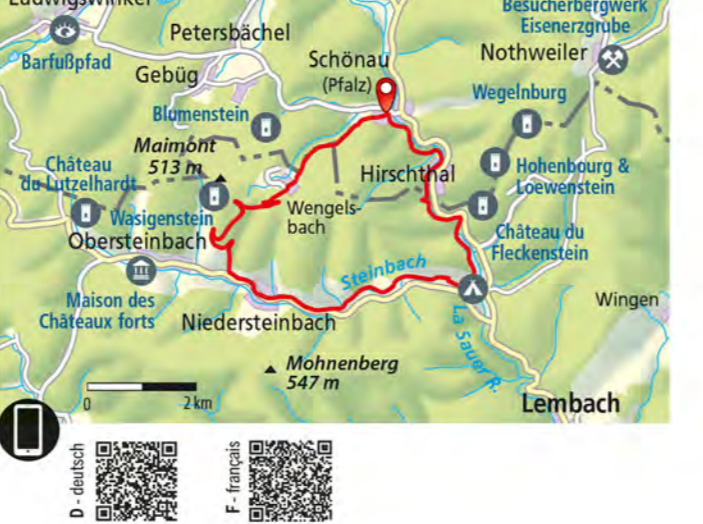 Besucherbergwerk
Eisenerzgrube
Petersbächel
Schönau
(Pfalz)
Nothweiler
Barfußpfad
Gebüg
Wegelnburg
Blumenstein
Maimont
513 m
Château
du Lutzelhardt
Hirschthal
Hohenbourg &
Loewenstein
Wasigenstein
Wengels-
bach
Obersteinbach
Château du
Fleckenstein
Steinbach
Maison des
Châteaux forts
Niedersteinbach
La Sauer R.
Wingen
Mohnenberg
547 m
0
2 km
Lembach
D - deutsch
F - français